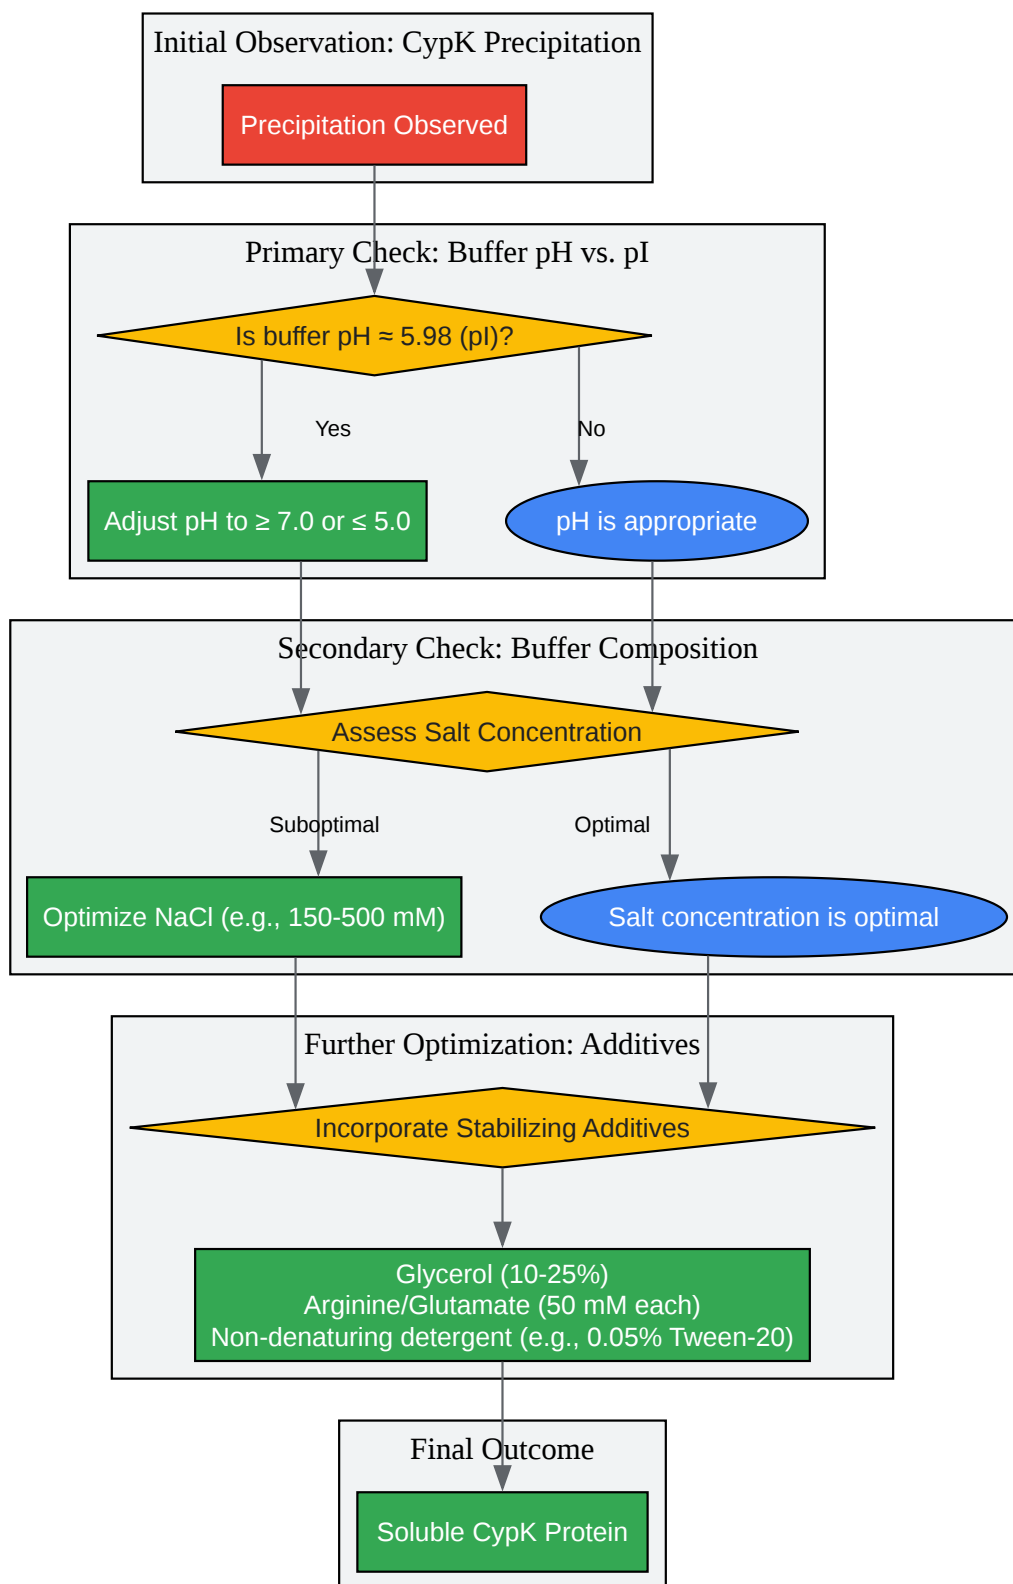 Initial Observation: CypK Precipitation
Precipitation Observed
Primary Check: Buffer pH vs. pI
Is buffer pH ≈ 5.98 (pI)?
Yes
No
Adjust pH to ≥ 7.0 or ≤ 5.0
pH is appropriate
Secondary Check: Buffer Composition
Assess Salt Concentration
Suboptimal
Optimal
Optimize NaCl (e.g., 150-500 mM)
Salt concentration is optimal
Further Optimization: Additives
Incorporate Stabilizing Additives
Glycerol (10-25%)
Arginine/Glutamate (50 mM each)
Non-denaturing detergent (e.g., 0.05% Tween-20)
Final Outcome
Soluble CypK Protein